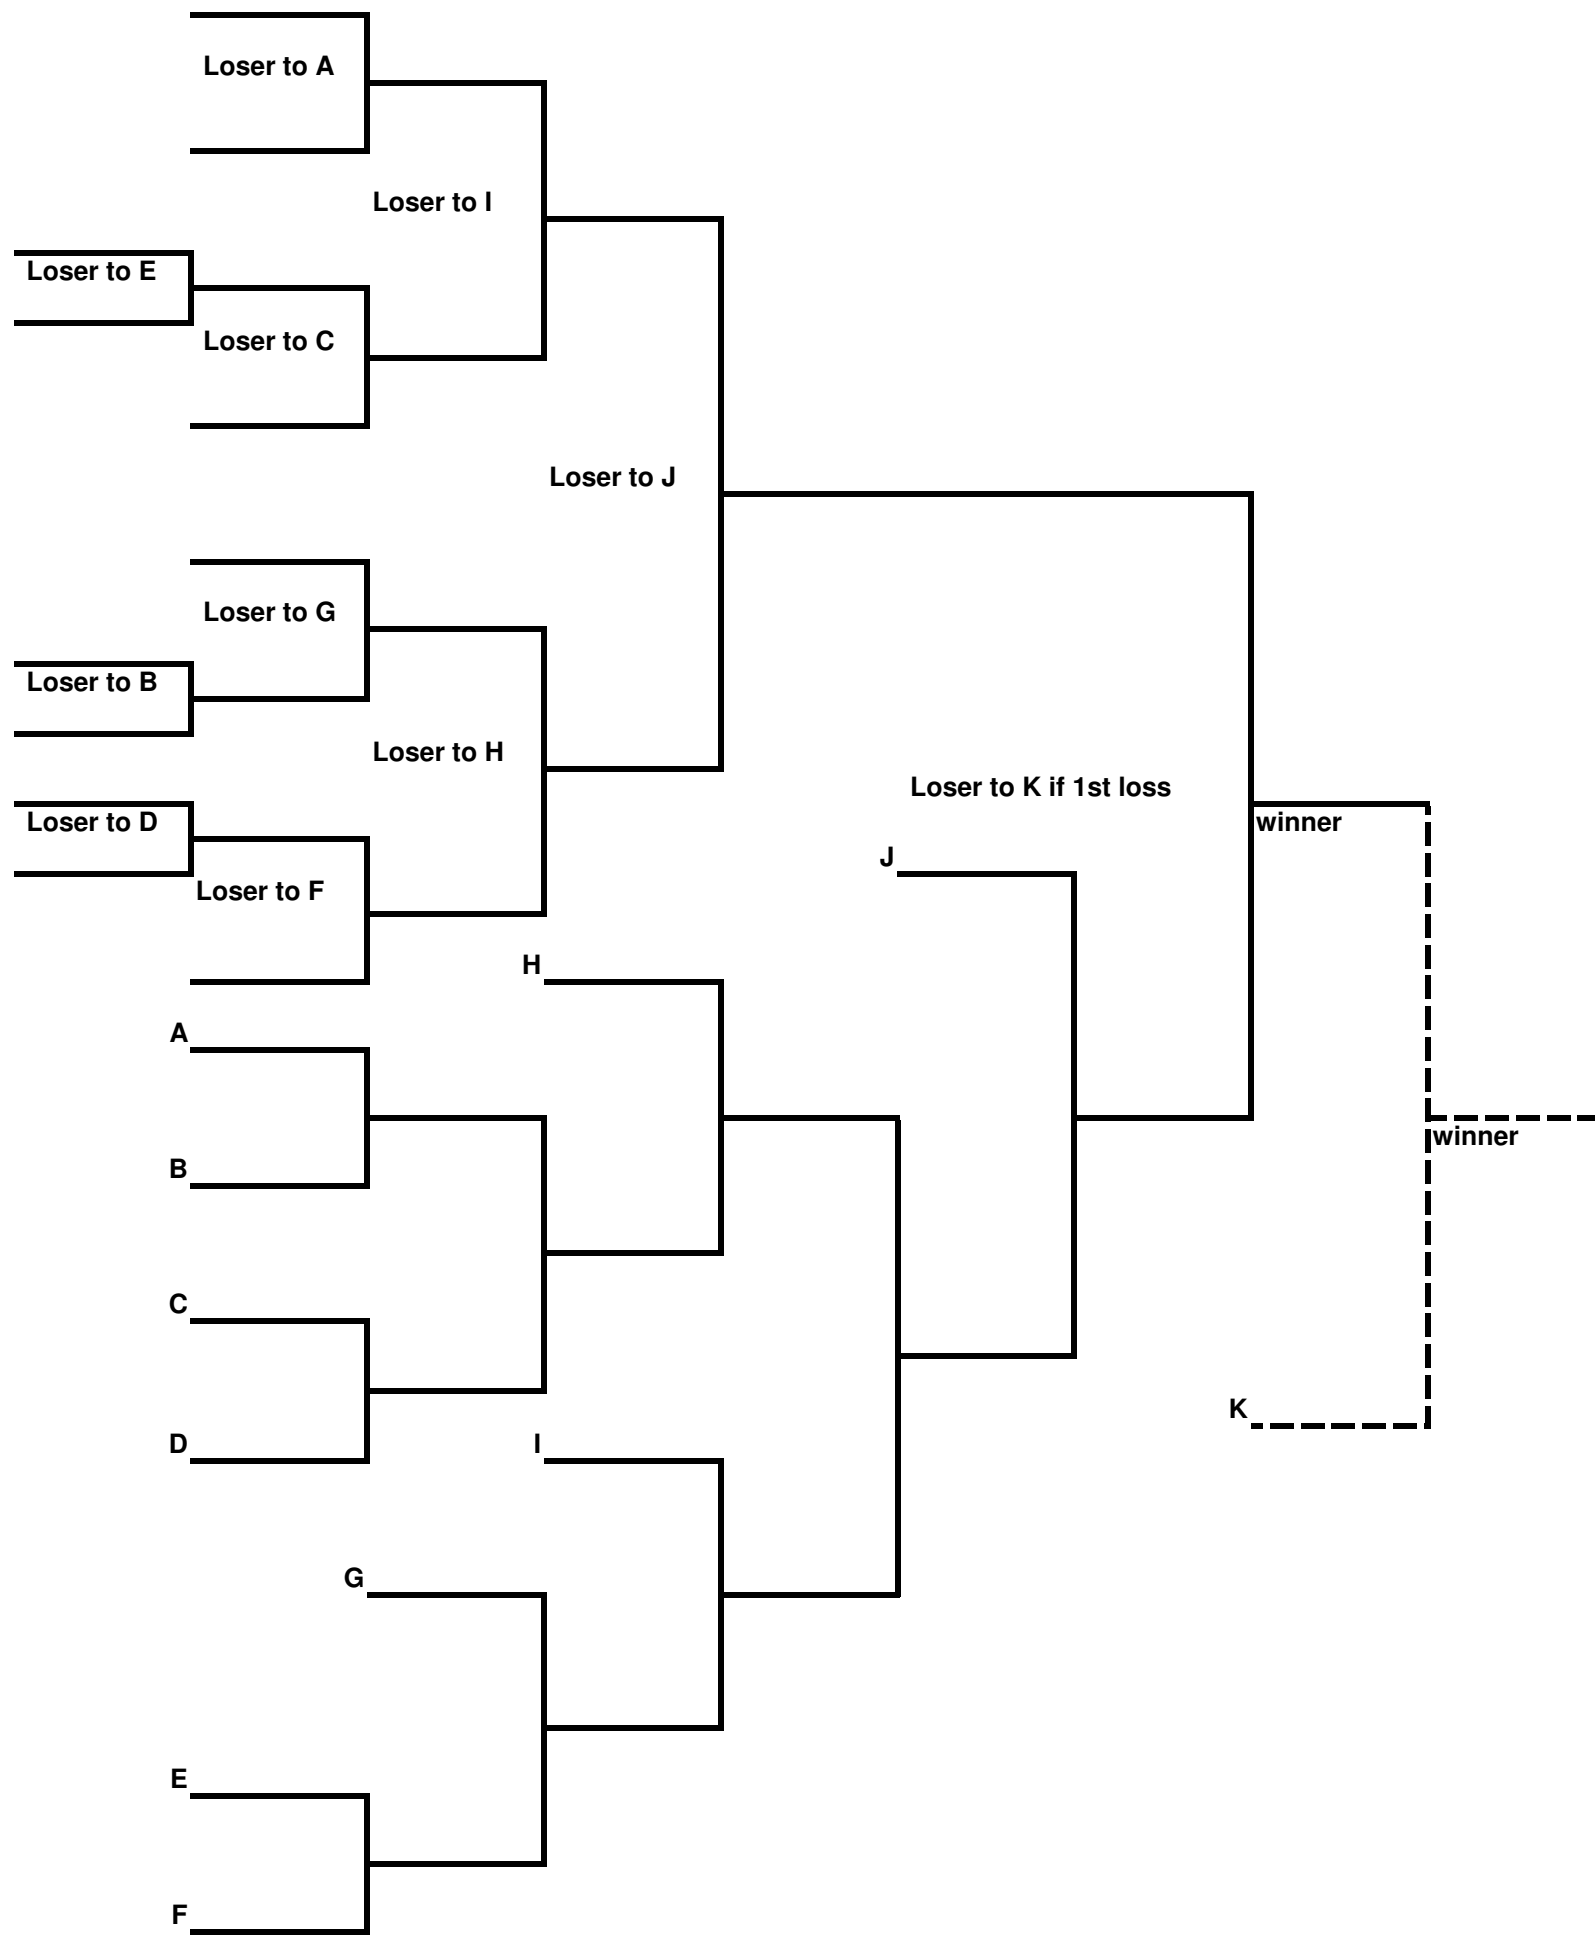 Loser to A
Loser to I
Loser to E
Loser to C
Loser to J
Loser to G
Loser to B
Loser to H
Loser to K if 1st loss
Loser to D
winner
J
Loser to F
H
A
winner
B
C
K
D
I
G
E
F